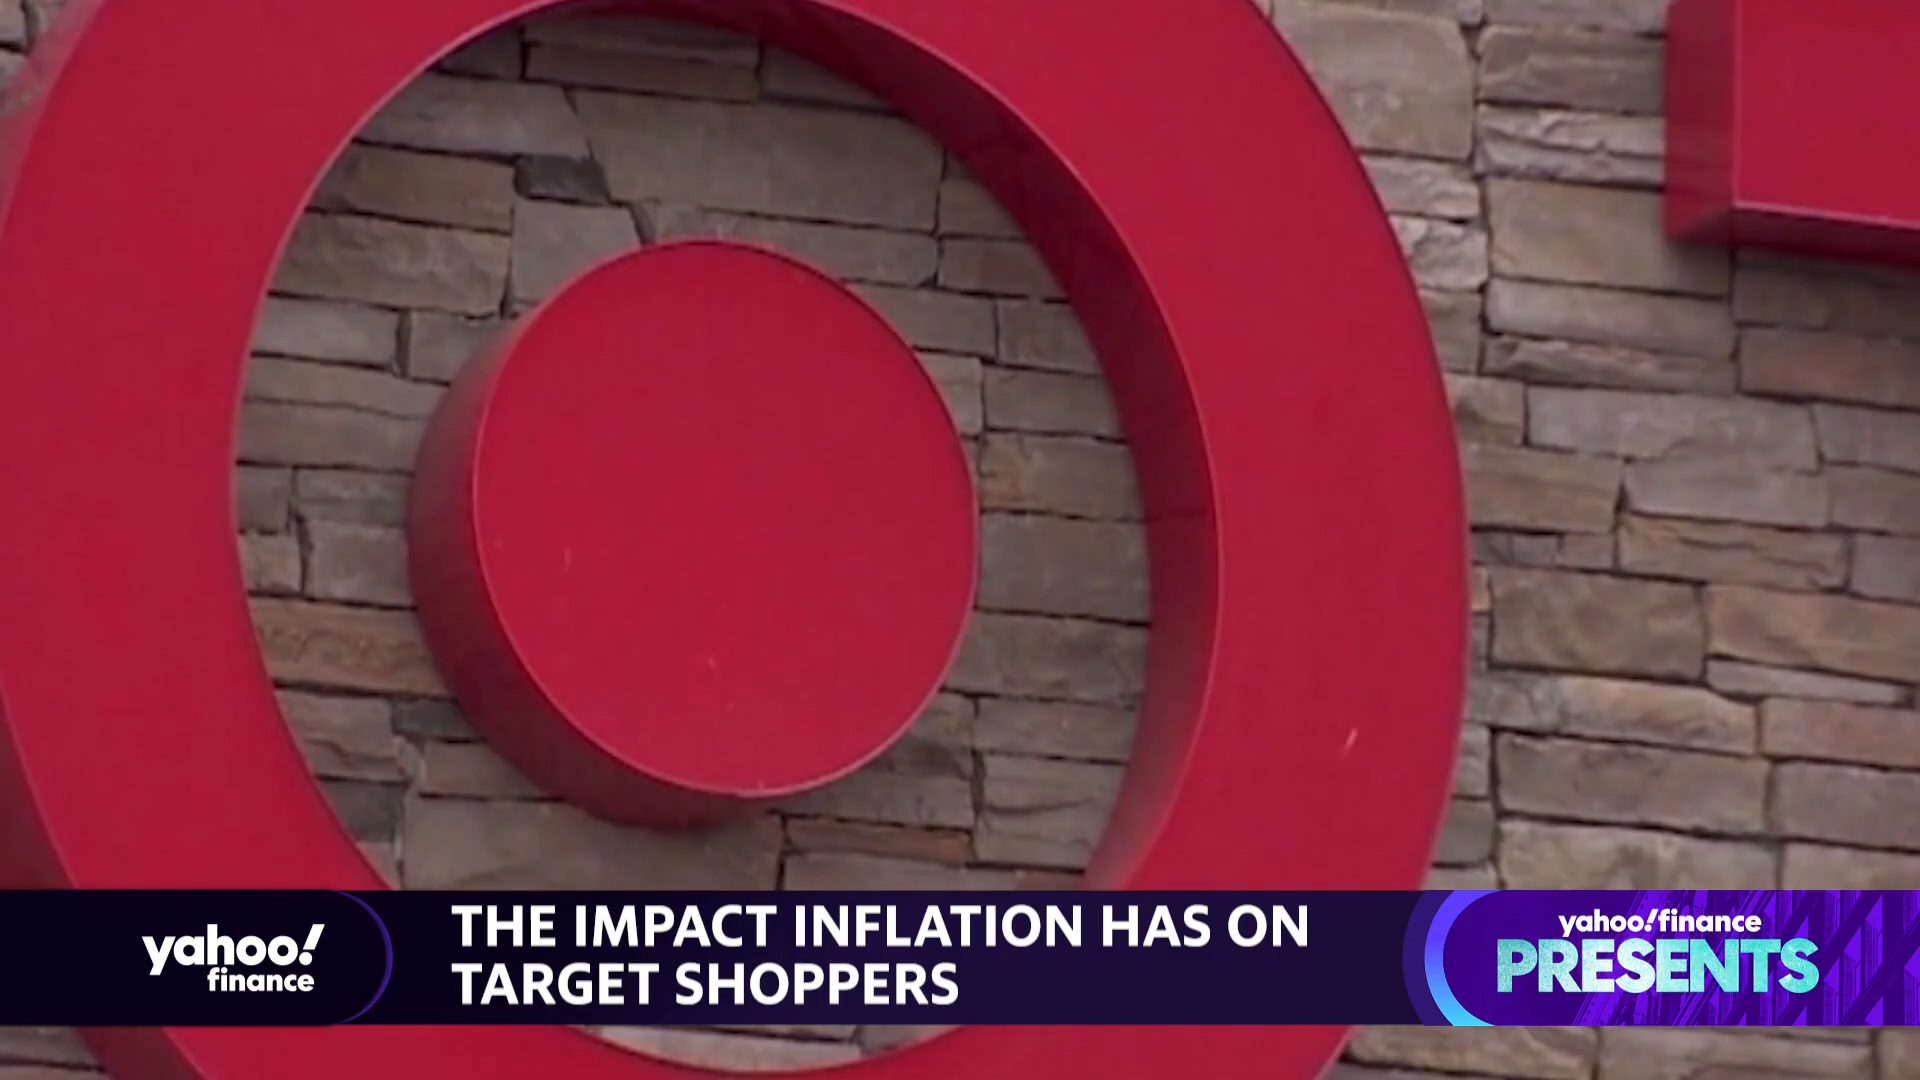 yahoo!
finance
THE IMPACT INFLATION HAS ON
TARGET SHOPPERS
yahoo!finance
PRESENTS